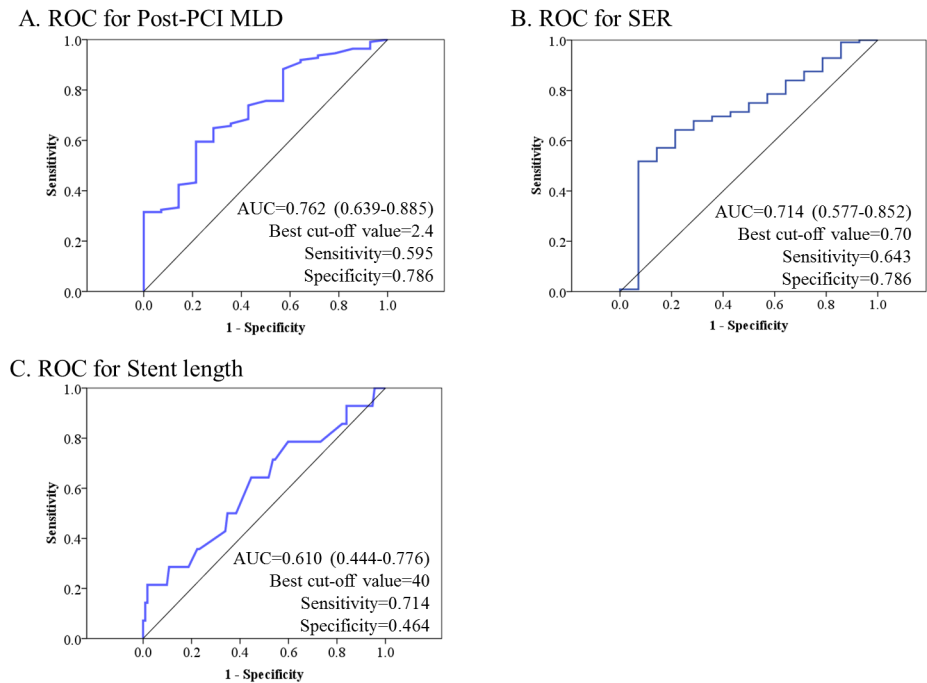 A. ROC for Post-PCI MLD
1.0
0.8
0.6
0.4
0.2
0.0
Sensitivity
AUC=0.762 (0.639-0.885)
Best cut-off value=2.4
Sensitivity=0.595
Specificity=0.786
0.0 0.2 0.4 0.6 0.8 1.0
1 - Specificity
B. ROC for SER
1.0
0.8
0.6
0.4
0.2
0.0
Sensitivity
AUC=0.714 (0.577-0.852)
Best cut-off value=0.70
Sensitivity=0.643
Specificity=0.786
0.0 0.2 0.4 0.6 0.8 1.0
1 - Specificity
C. ROC for Stent length
1.0
0.8
0.6
0.4
0.2
0.0
Sensitivity
AUC=0.610 (0.444-0.776)
Best cut-off value=40
Sensitivity=0.714
Specificity=0.464
0.0 0.2 0.4 0.6 0.8 1.0
1 - Specificity